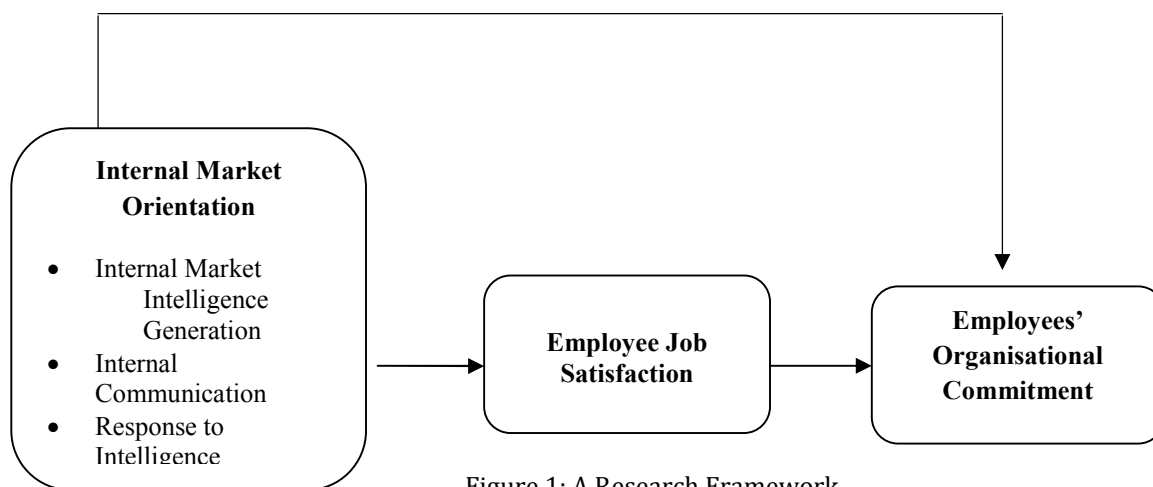 Internal Market
Orientation
• Internal Market
Intelligence
Generation
• Internal
Communication
• Response to
Intelligence
Employee Job
Satisfaction
Employees’
Organisational
Commitment
Figure 1: A Research Framework